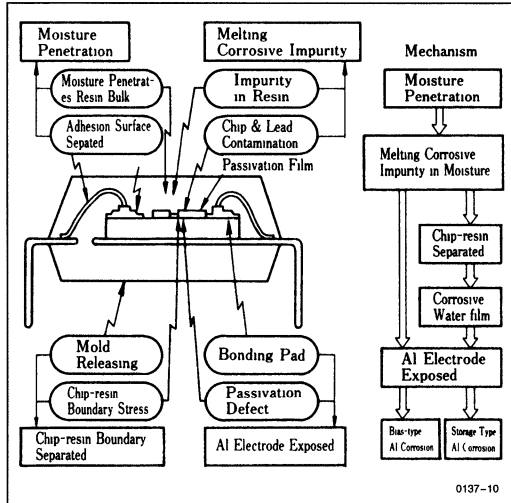 Moisture
Penetration
Melting
Corrosive Impurity
Moisture Penetrat-
es Resin Bulk
Impurity
in Resin
Adhesion Surface
Sepated
Chip & Lead
Contamination
Passivation Film
Mold
Releasing
Bonding Pad
Chip-resin
Boundary Stress
Passivation
Defect
Chip-resin Boundary
Separated
Al Electrode Exposed
Mechanism
Moisture
Penetration
Melting Corrosive
Impurity in Moisture
Chip-resin
Separated
Corrosive
Water film
Al Electrode
Exposed
Bias-type
Al Corrosion
Storage Type
Al Corrosion
0137-10